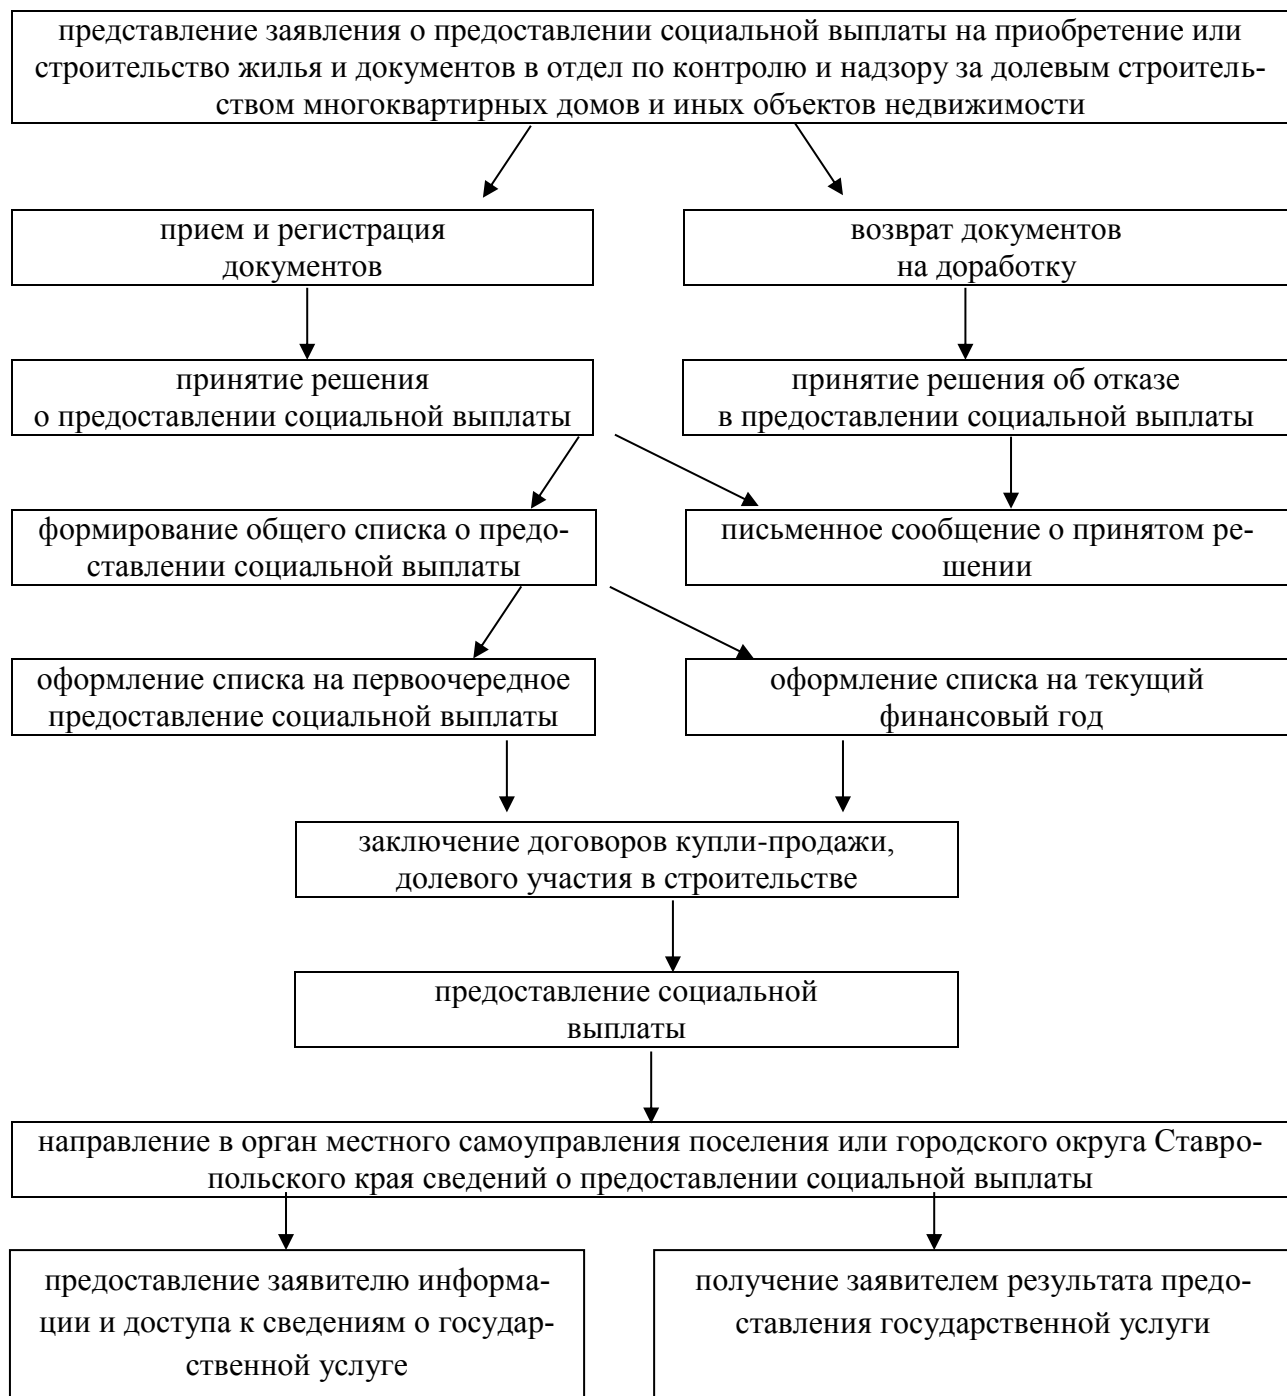 представление заявления о предоставлении социальной выплаты на приобретение или
строительство жилья и документов в отдел по контролю и надзору за долевым строитель-
ством многоквартирных домов и иных объектов недвижимости
прием и регистрация
документов
возврат документов
на доработку
принятие решения
о предоставлении социальной выплаты
принятие решения об отказе
в предоставлении социальной выплаты
формирование общего списка о предо-
ставлении социальной выплаты
письменное сообщение о принятом ре-
шении
оформление списка на первоочередное
предоставление социальной выплаты
оформление списка на текущий
финансовый год
заключение договоров купли-продажи,
долевого участия в строительстве
предоставление социальной
выплаты
направление в орган местного самоуправления поселения или городского округа Ставро-
польского края сведений о предоставлении социальной выплаты
предоставление заявителю информа-
ции и доступа к сведениям о государ-
ственной услуге
получение заявителем результата предо-
ставления государственной услуги